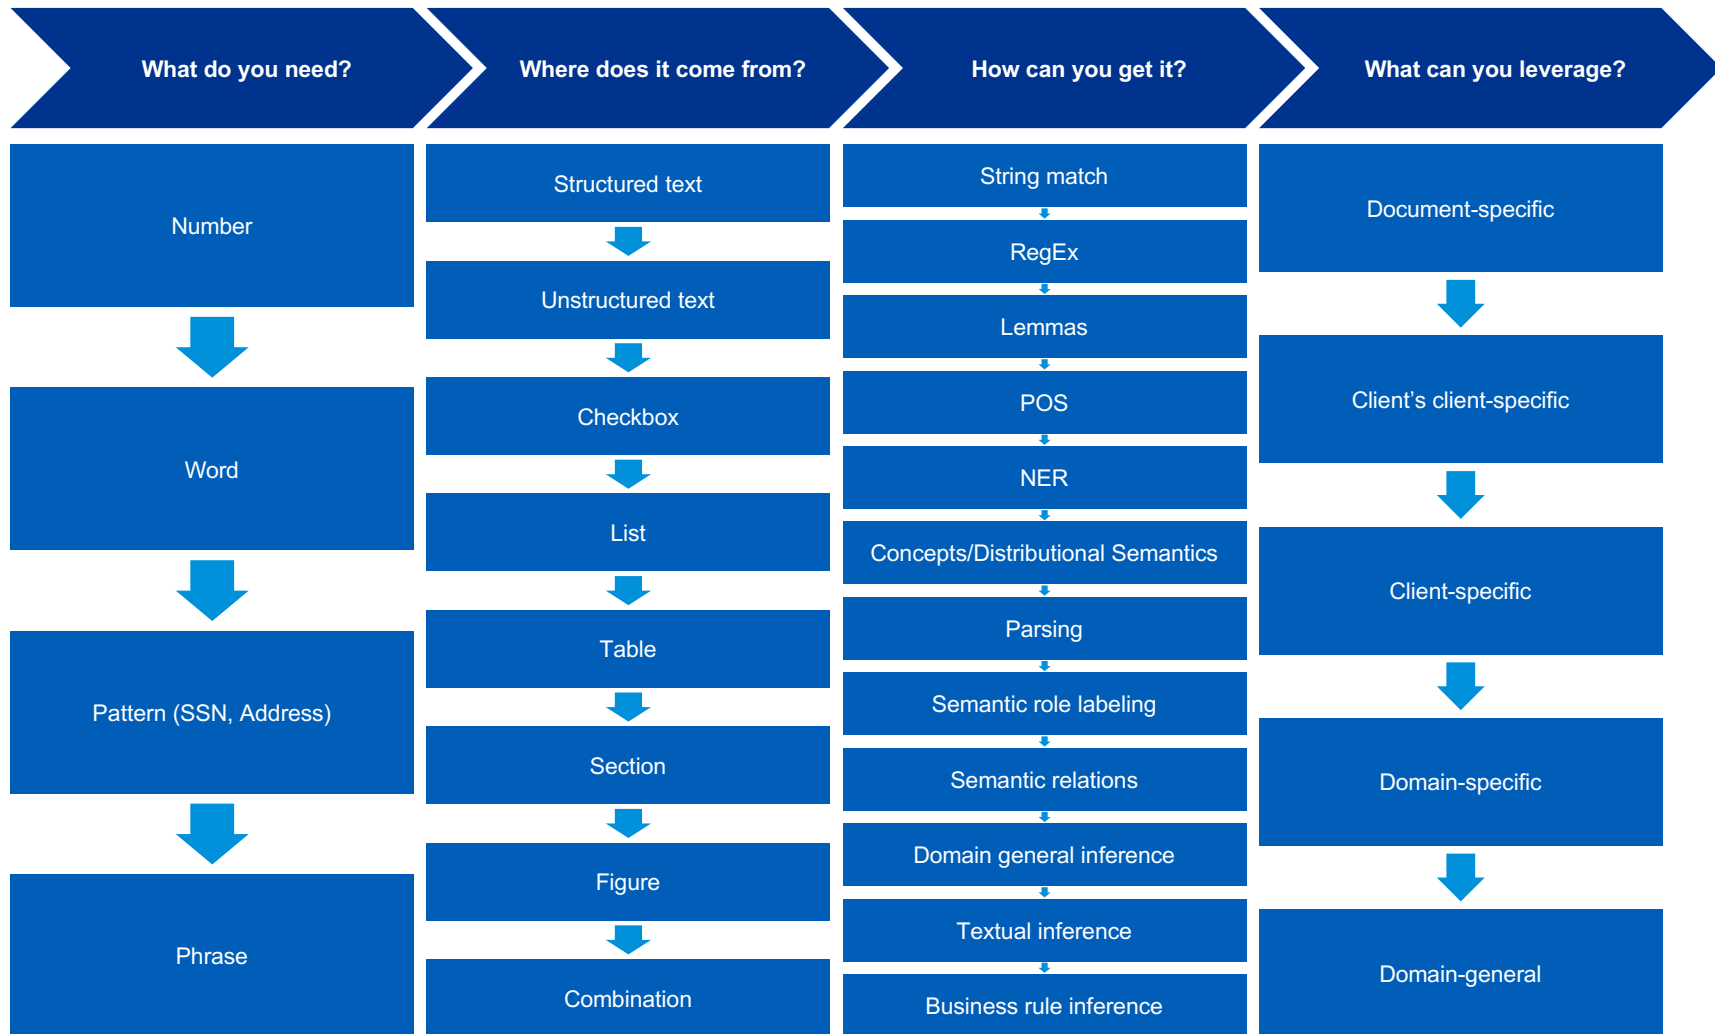 What do you need?
Where does it come from?
How can you get it?
What can you leverage?
Number
Word
Pattern (SSN, Address)
Phrase
Structured text
Unstructured text
Checkbox
List
Table
Section
Figure
Combination
String match
RegEx
Lemmas
POS
NER
Concepts/Distributional Semantics
Parsing
Semantic role labeling
Semantic relations
Domain general inference
Textual inference
Business rule inference
Document-specific
Client’s client-specific
Client-specific
Domain-specific
Domain-general